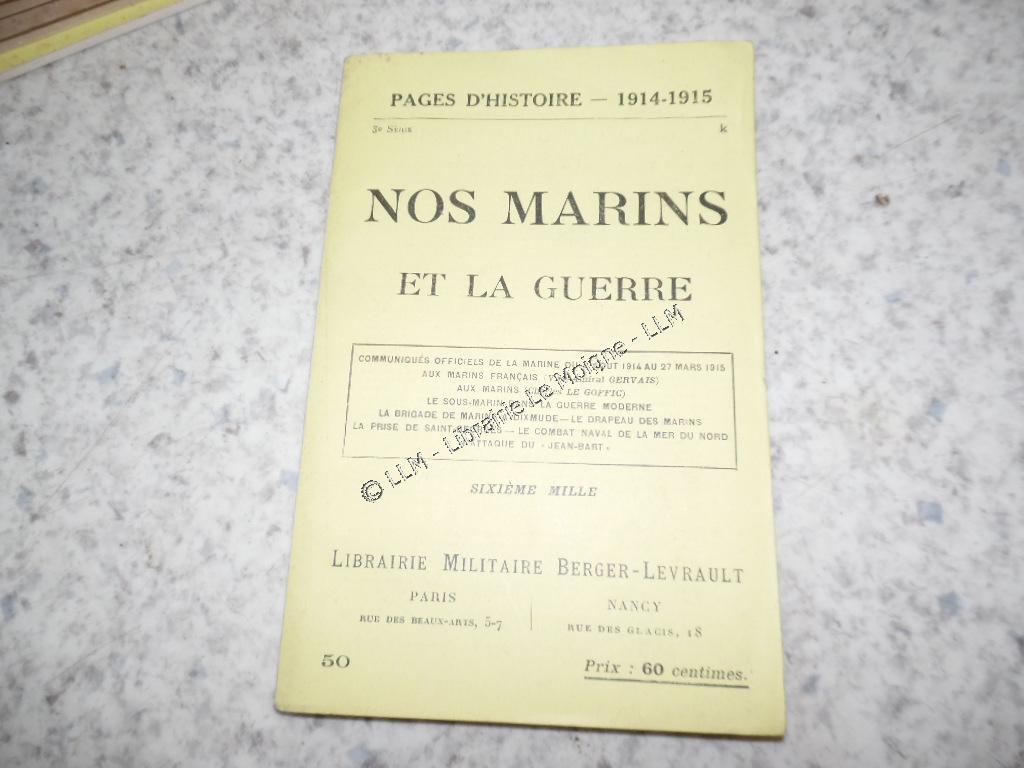 PAGES D'HISTOIRE — 1914-1915
3e SÉRIE k
NOS MARINS
ET LA GUERRE
COMMUNIQUÉS OFFICIELS DE LA MARINE 1914 AU 27 MARS 1915
AUX MARINS FRANÇAIS GERVAIS)
AUX MARINS LE GOFFIC)
LE SOUS-MARIN LA GUERRE MODERNE
LA BRIGADE DE DIXMUDE — LE DRAPEAU DES MARINS
LA PRISE DE — LE COMBAT NAVAL DE LA MER DU NORD
ATTAQUE DU « JEAN-BART »
© LLM - Librairie Le Moigne - LLM
SIXIÈME MILLE
LIBRAIRIE MILITAIRE BERGER-LEVRAULT
PARIS
RUE DES BEAUX-ARTS, 5-7
NANCY
RUE DES GLACIS, 18
50
Prix : 60 centimes.